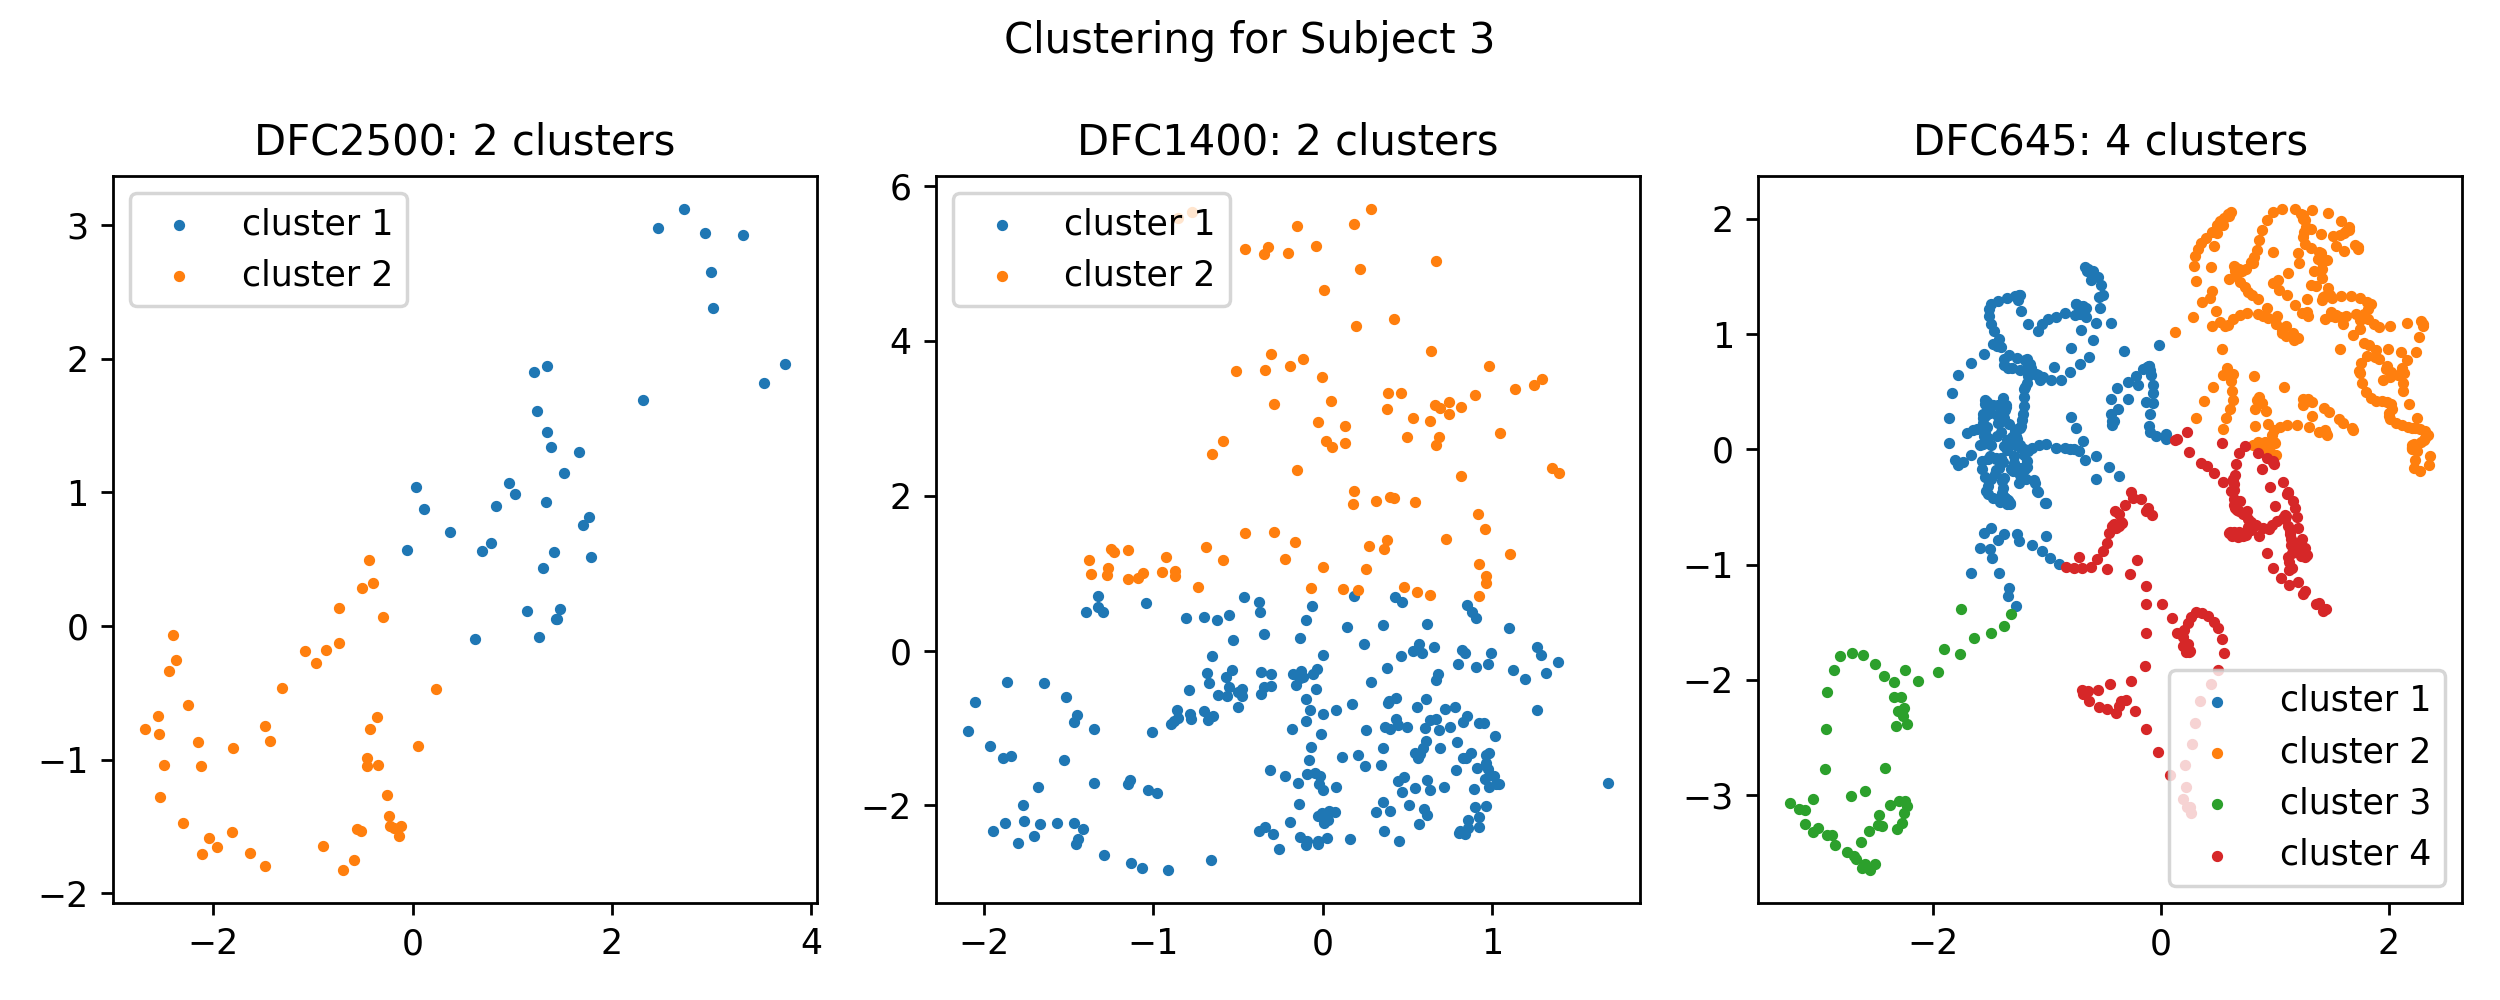 Clustering for Subject 3
DFC2500: 2 clusters
cluster 1
cluster 2
3
2
1
0
−1
−2
−2
0
2
4
DFC1400: 2 clusters
cluster 1
cluster 2
6
4
2
0
−2
−2
−1
0
1
DFC645: 4 clusters
2
1
0
−1
−2
−3
cluster 1
cluster 2
cluster 3
cluster 4
−2
0
2